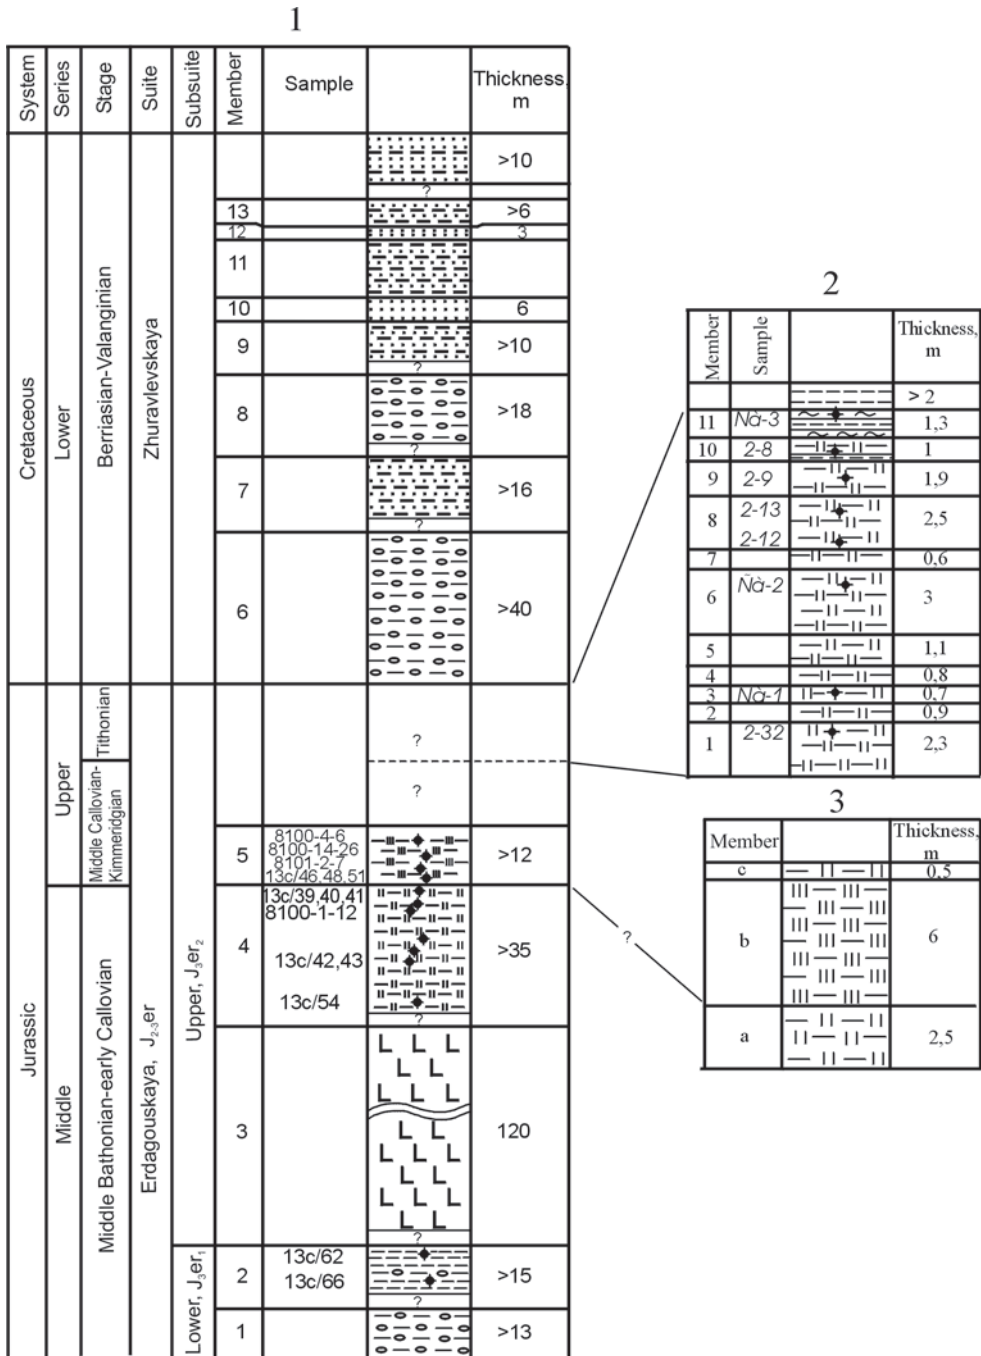 1
System
Series
Stage
Suite
Subsuite
Member
Sample
Thickness,
m
Cretaceous
Lower
Berriasian-Valanginian
Zhuravlevskaya
>10
?
13
>6
12
3
11
10
6
9
>10
?
8
>18
?
7
>16
?
6
>40
Jurassic
Upper
Tithonian
?
Middle Callovian-
Kimmeridgian
?
5
8100-4-6
8100-14-26
8101-2-7
13c/46,48,51
>12
Middle
Middle Bathonian-early Callovian
Erdagouskaya, J2-3er
Upper, J3er2
4
13c/39,40,41
8100-1-12
13c/42,43
13c/54
>35
?
3
120
?
Lower, J3er1
2
13c/62
13c/66
>15
?
1
>13
2
Member
Sample
Thickness,
m
> 2
11
Nà-3
1,3
10
2-8
1
9
2-9
1,9
8
2-13
2-12
2,5
7
0,6
6
Ñà-2
3
5
1,1
4
0,8
3
Nà-1
0,7
2
0,9
1
2-32
2,3
?
3
Member
Thickness,
m
c
0,5
b
6
a
2,5